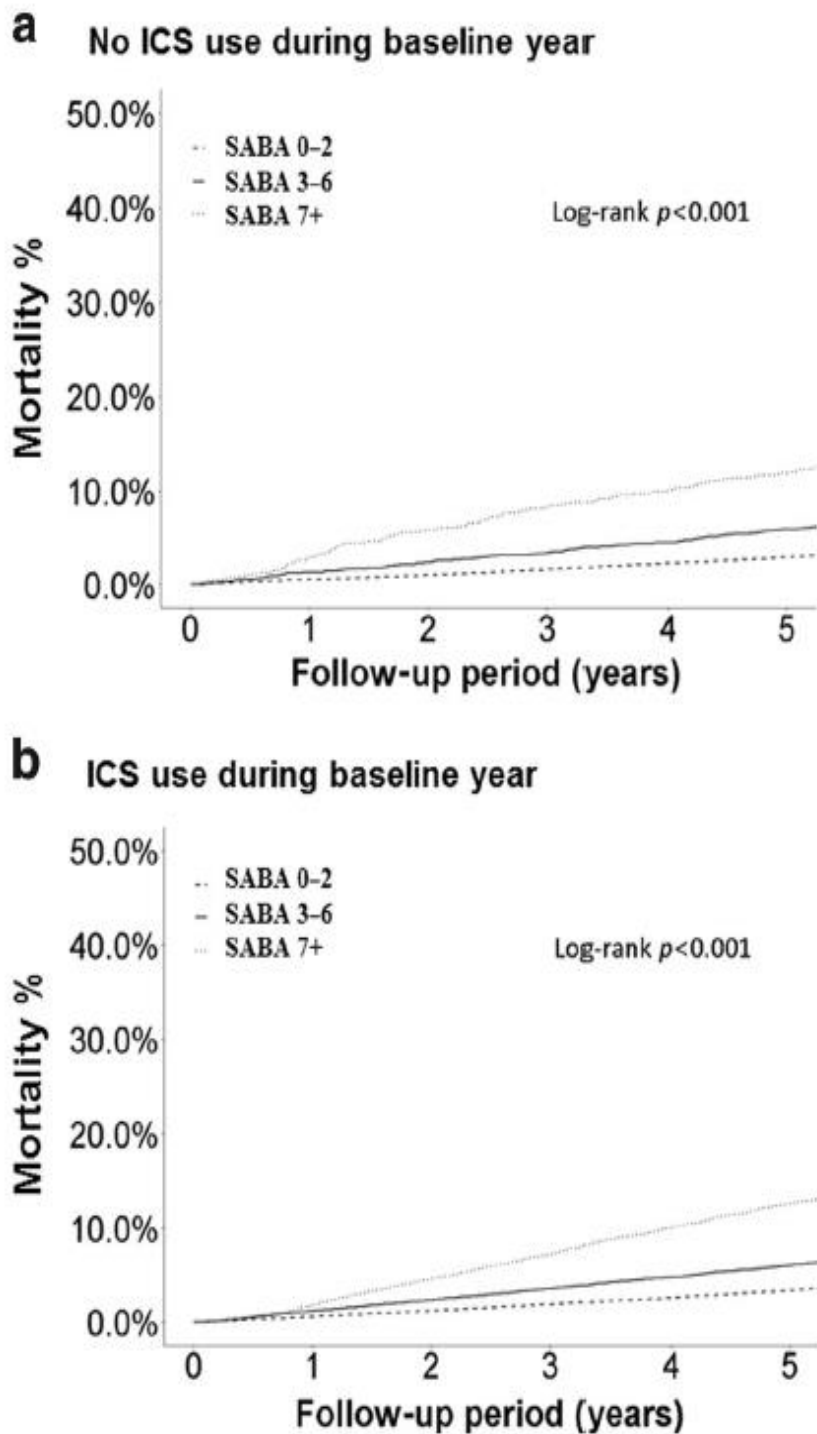 a No ICS use during baseline year
50.0%
SABA 0–2
SABA 3–6
40.0%
Log-rank p<0.001
SABA 7+
30.0%
Mortality %
20.0%
10.0%
0.0%
0 1 2 3 4 5
Follow-up period (years)
b ICS use during baseline year
50.0%
SABA 0–2
SABA 3–6
40.0%
SABA 7+
Log-rank p<0.001
30.0%
Mortality %
20.0%
10.0%
0.0%
0 1 2 3 4 5
Follow-up period (years)